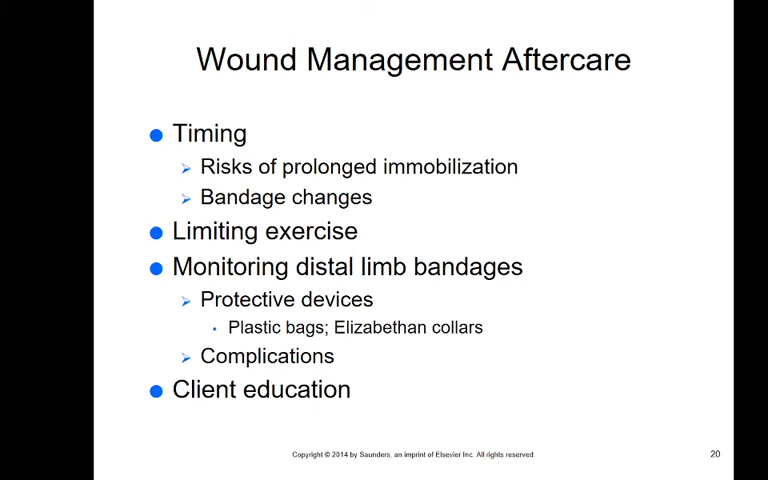 Wound Management Aftercare
Timing
Risks of prolonged immobilization
Bandage changes
Limiting exercise
Monitoring distal limb bandages
Protective devices
Plastic bags; Elizabethan collars
Complications
Client education
Copyright © 2014 by Saunders, an imprint of Elsevier Inc. All rights reserved.
20